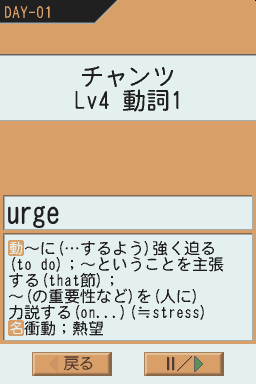 DAY-01
チャンツ
Lv4 動詞1
urge
動～に(…するよう)強く迫る
(to do)；～ということを主張
する(that節)；
～(の重要性など)を(人に)
力説する(on...)(≒stress)
名衝動；熱望
戻る